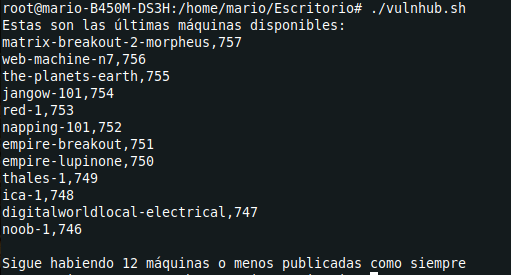 root@mario-B450M-DS3H:/home/mario/Escritorio# ./vulnhub.sh
Estas son las últimas máquinas disponibles:
matrix-breakout-2-morpheus,757
web-machine-n7,756
the-planets-earth,755
jangow-101,754
red-1,753
napping-101,752
empire-breakout,751
empire-lupinone,750
thales-1,749
ica-1,748
digitalworldlocal-electrical,747
noob-1,746
Sigue habiendo 12 máquinas o menos publicadas como siempre